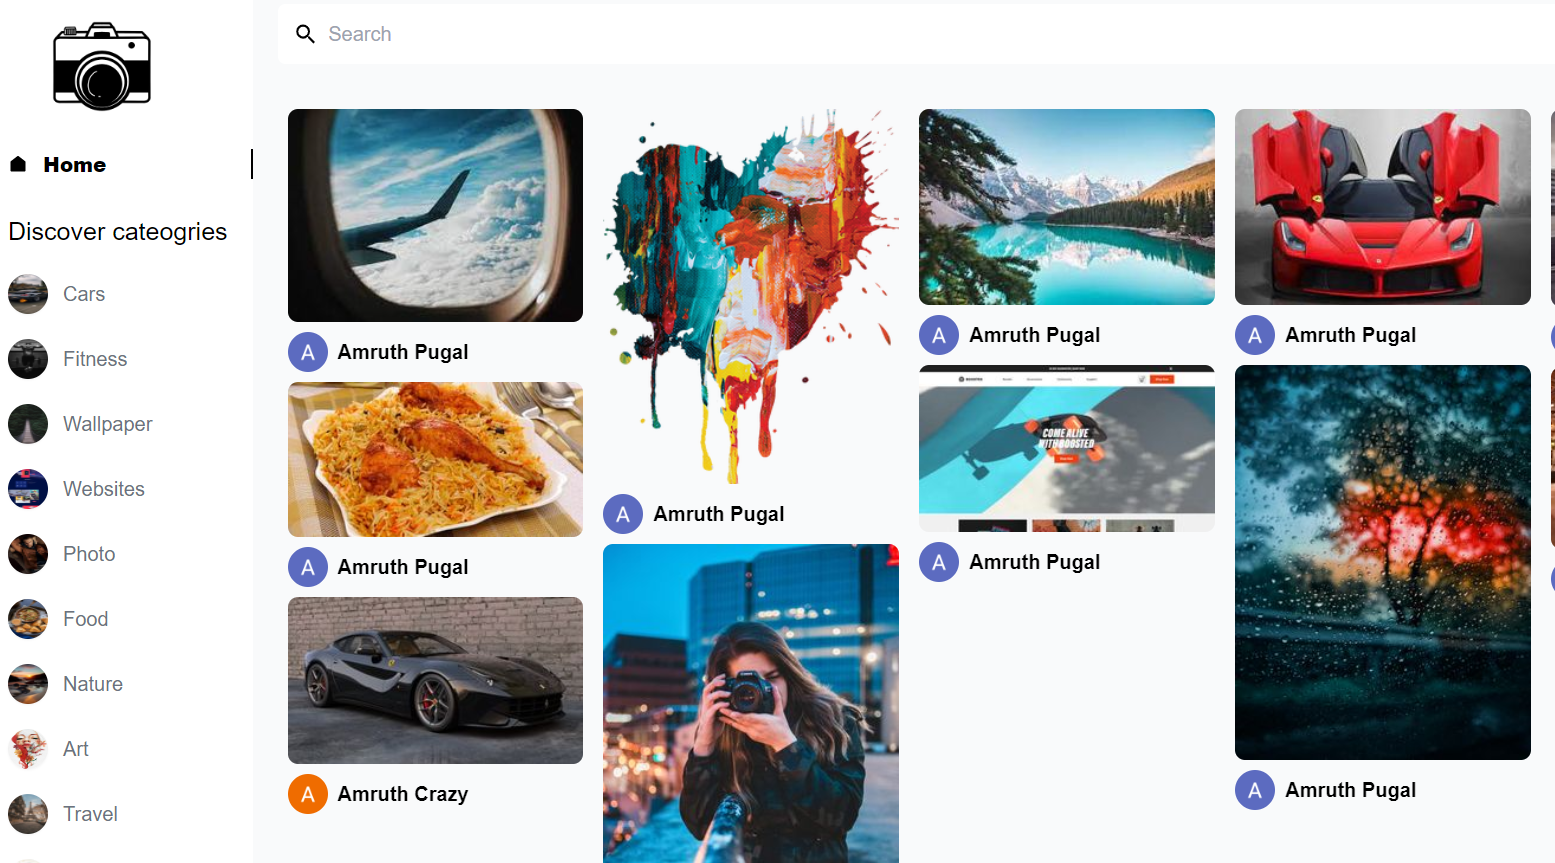 Search
Home
Discover cateogries
Cars
Fitness
Wallpaper
Websites
Photo
Food
Nature
Art
Travel
Amruth Pugal
Amruth Pugal
Amruth Crazy
Amruth Pugal
Amruth Pugal
COME ALIVE
WITH BOOSTED
Amruth Pugal
Amruth Pugal
Amruth Pugal
A
A
A
A
A
A
A
A